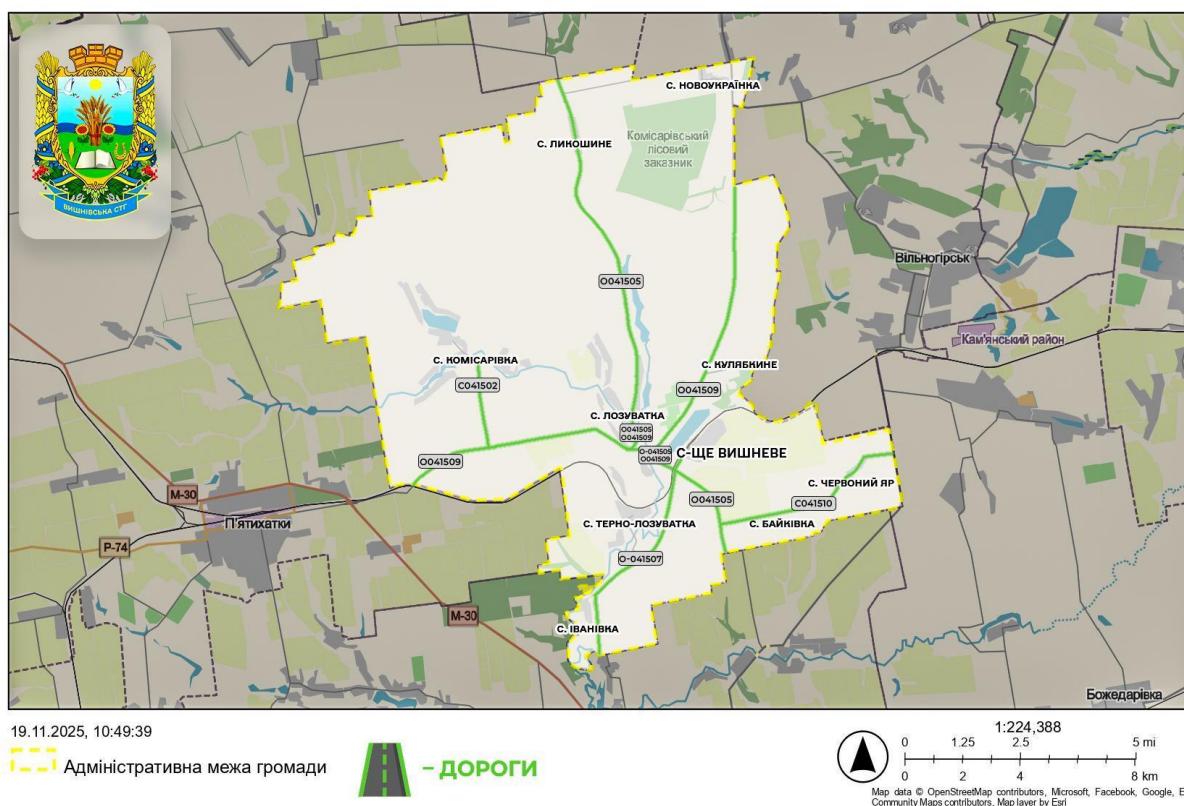 С. НОВОУКРАЇНКА
Комісарівський
лісовий
заказник
С. ЛИКОШИНЕ
ВИШНІВСЬКА СТГ
Вільногірськ
О041505
Кам'янський район
С. КОМІСАРІВКА
С. КУЛЯБКИНЕ
С041502
О041509
С. ЛОЗУВАТКА
О041505
О041509
О-041505
О041509
С-ЩЕ ВИШНЕВЕ
О041509
С. ЧЕРВОНИЙ ЯР
М-30
О041505
С041510
П'ятихатки
С. ТЕРНО-ЛОЗУВАТКА
С. БАЙКІВКА
Р-74
О-041507
М-30
С. ІВАНІВКА
Божедарівка
19.11.2025, 10:49:39
Адміністративна межа громади
– ДОРОГИ
1:224,388
0 1.25 2.5 5 mi
0 2 4 8 km
Map data © OpenStreetMap contributors, Microsoft, Facebook, Google, E
Community Maps contributors, Map layer by Esri